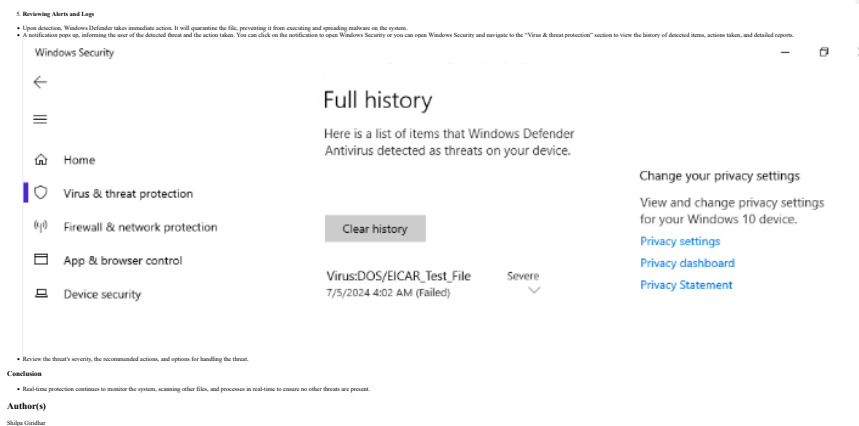 5. Reviewing Alerts and Logs
• Upon detection, Windows Defender takes immediate action. It will quarantine the file, preventing it from executing and spreading malware on the system.
• A notification pops up, informing the user of the detected threat and the action taken. You can click on the notification to open Windows Security or you can open Windows Security and navigate to the "Virus & threat protection" section to view the history of detected items, actions taken, and detailed reports.
Windows Security
Full history
Here is a list of items that Windows Defender
Antivirus detected as threats on your device.
Home
Virus & threat protection
Firewall & network protection
App & browser control
Device security
Clear history
Virus:DOS/EICAR_Test_File Severe
7/5/2024 4:02 AM (Failed)
Change your privacy settings
View and change privacy settings
for your Windows 10 device.
Privacy settings
Privacy dashboard
Privacy Statement
• Review the threat's severity, the recommended actions, and options for handling the threat.
Conclusion
• Real-time protection continues to monitor the system, scanning other files, and processes in real-time to ensure no other threats are present.
Author(s)
Shilpa Giridhar